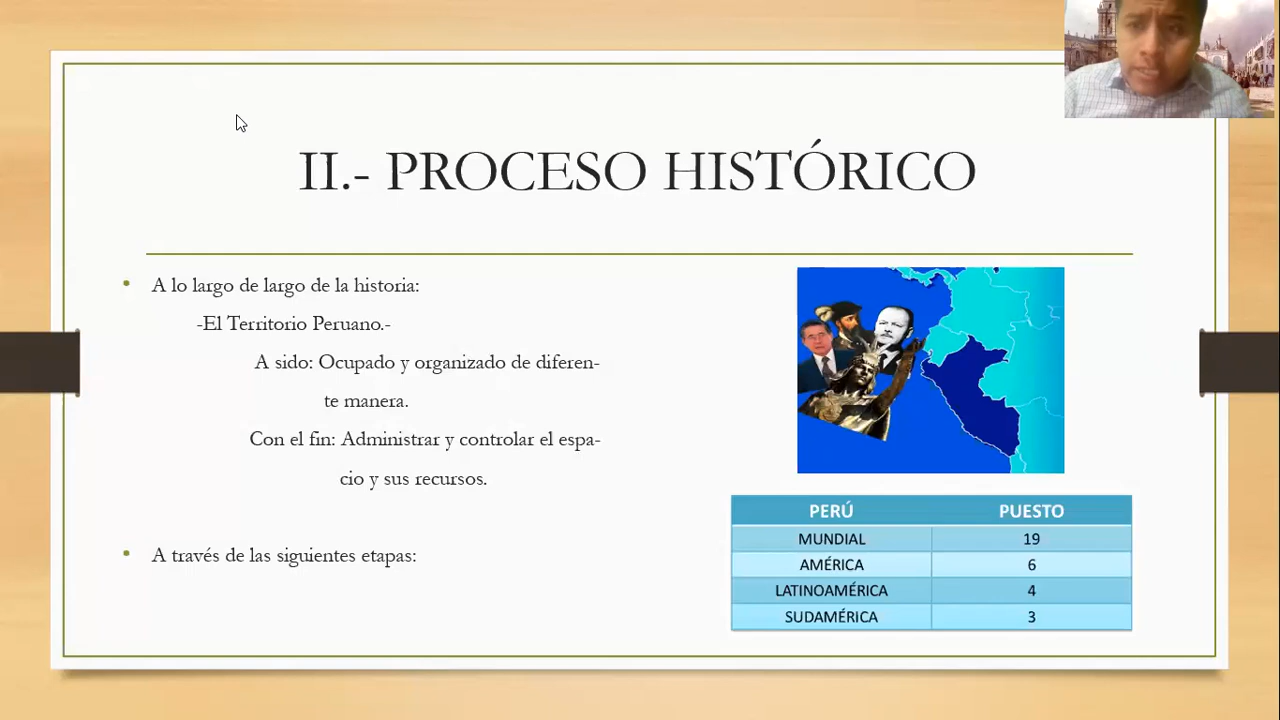 II.- PROCESO HISTÓRICO
A lo largo de largo de la historia:
-El Territorio Peruano.-
A sido: Ocupado y organizado de diferen-
te manera.
Con el fin: Administrar y controlar el espa-
cio y sus recursos.
A través de las siguientes etapas:
PERÚ PUESTO
MUNDIAL 19
AMÉRICA 6
LATINOAMÉRICA 4
SUDAMÉRICA 3